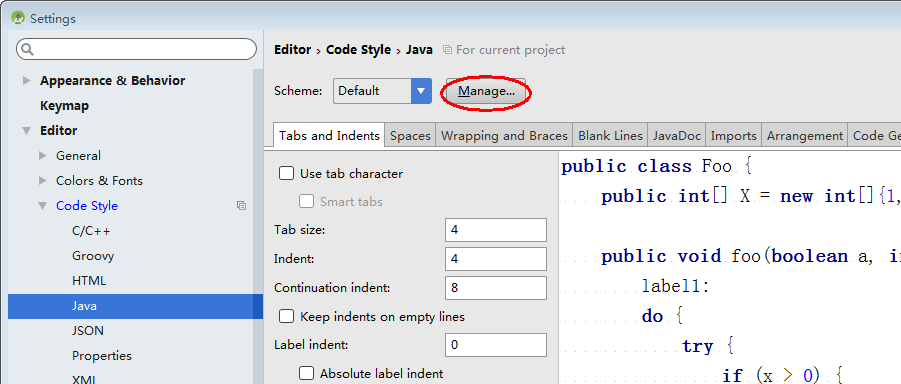 Settings
Editor › Code Style › Java For current project
Appearance & Behavior
Keymap
Editor
General
Colors & Fonts
Code Style
C/C++
Groovy
HTML
Java
JSON
Properties
XML
Scheme: Default Manage...
Tabs and Indents Spaces Wrapping and Braces Blank Lines JavaDoc Imports Arrangement Code Ge
Use tab character
Smart tabs
Tab size: 4
Indent: 4
Continuation indent: 8
Keep indents on empty lines
Label indent: 0
Absolute label indent
public class Foo {
public int[] X = new int[]{1,
public void foo(boolean a, in
label1:
do {
try {
if (x > 0) {